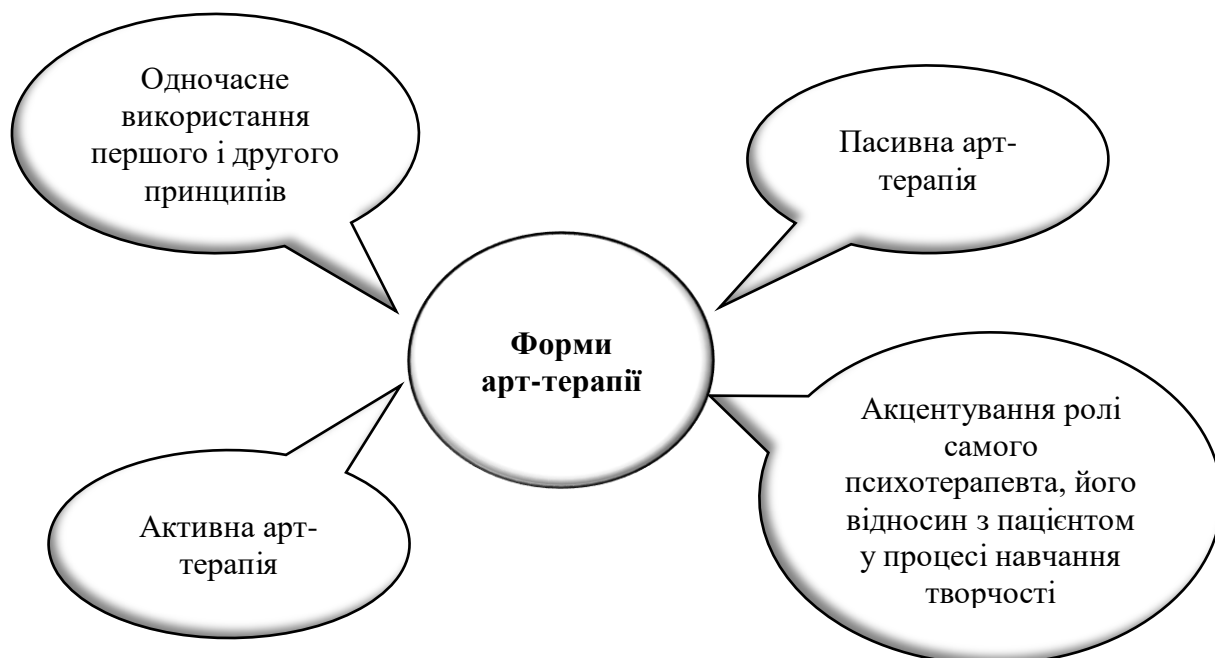 Одночасне
використання
першого і другого
принципів
Пасивна арт-
терапія
Форми
арт-терапії
Активна арт-
терапія
Акцентування ролі
самого
психотерапевта, його
відносин з пацієнтом
у процесі навчання
творчості